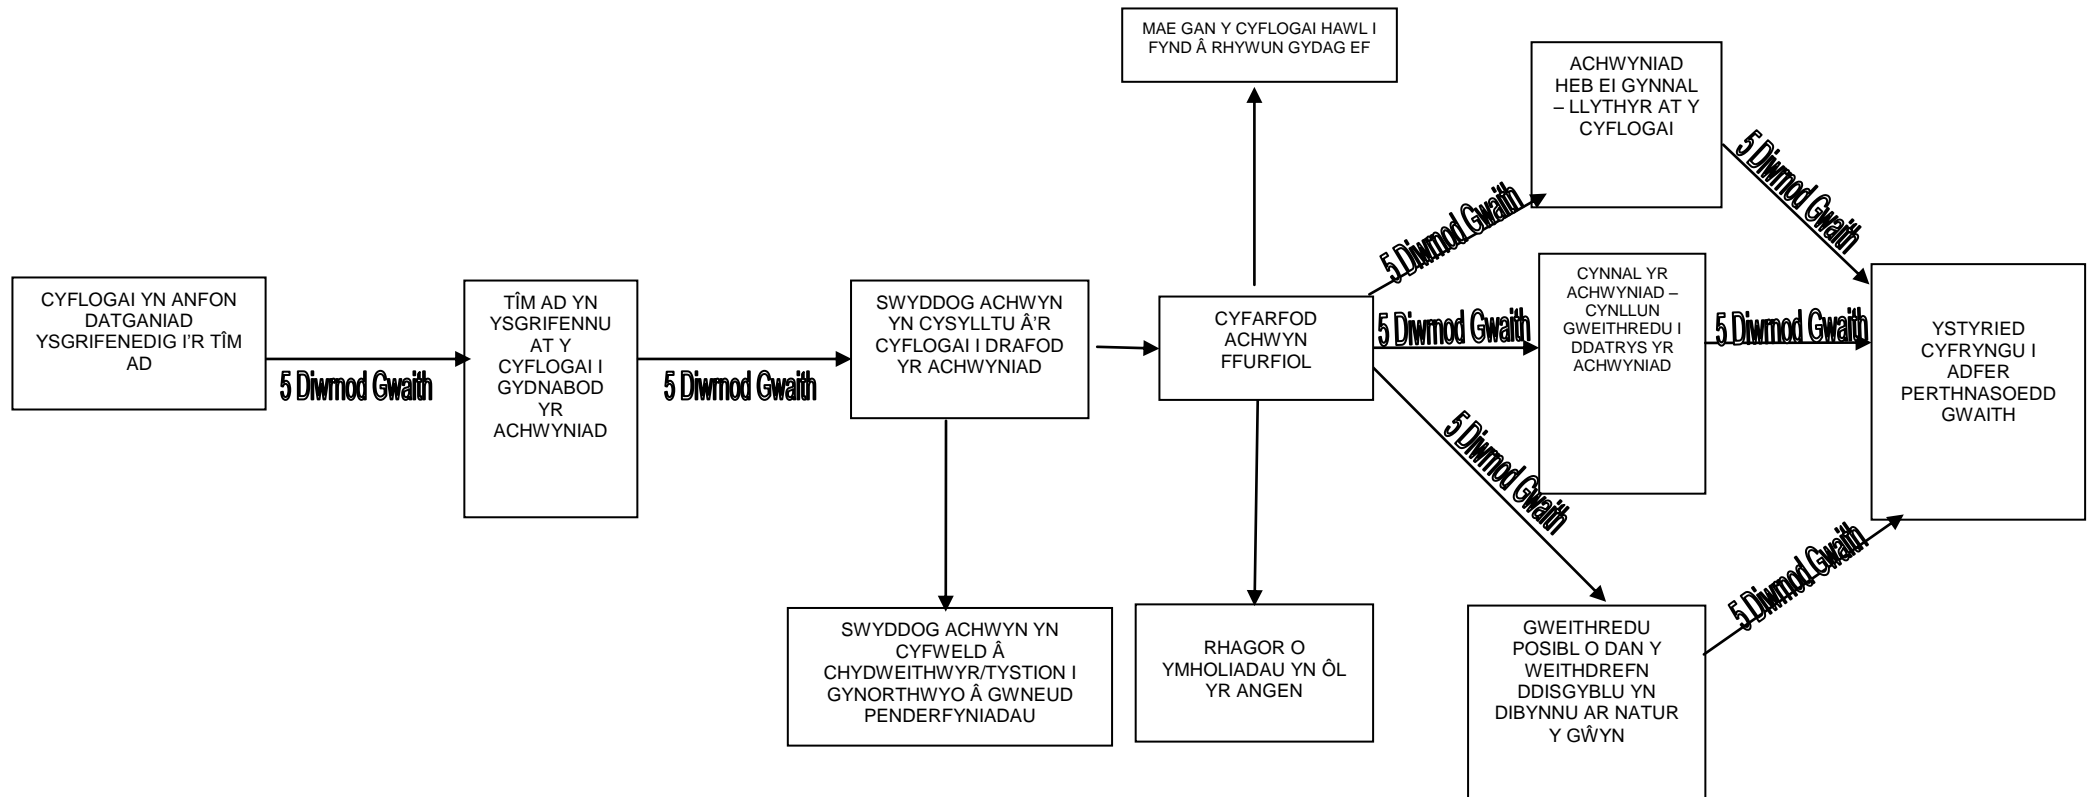 CYFLOGAI YN ANFON
DATGANIAD
YSGRIFENEDIG I'R TÎM
AD
5 Diwrnod Gwaith
TÎM AD YN
YSGRIFENNU
AT Y
CYFLOGAI I
GYDNABOD
YR
ACHWYNIAD
5 Diwrnod Gwaith
SWYDDOG ACHWYN
YN CYSYLLTU Â'R
CYFLOGAI I DRAFOD
YR ACHWYNIAD
SWYDDOG ACHWYN YN
CYFWELD Â
CHYDWEITHWYR/TYSTION I
GYNORTHWYO Â GWNEUD
PENDERFYNIADAU
MAE GAN Y CYFLOGAI HAWL I
FYND Â RHYWUN GYDAG EF
CYFARFOD
ACHWYN
FFURFIOL
RHAGOR O
YMHOLIADAU YN ÔL
YR ANGEN
5 Diwrnod Gwaith
ACHWYNIAD
HEB EI GYNNAL
– LLYTHYR AT Y
CYFLOGAI
5 Diwrnod Gwaith
5 Diwrnod Gwaith
CYNNAL YR
ACHWYNIAD –
CYNLLUN
GWEITHREDU I
DDATRYS YR
ACHWYNIAD
5 Diwrnod Gwaith
5 Diwrnod Gwaith
GWEITHREDU
POSIBL O DAN Y
WEITHDREFN
DDISGYBLU YN
DIBYNNU AR NATUR
Y GŴYN
5 Diwrnod Gwaith
YSTYRIED
CYFRYNGU I
ADFER
PERTHNASOEDD
GWAITH